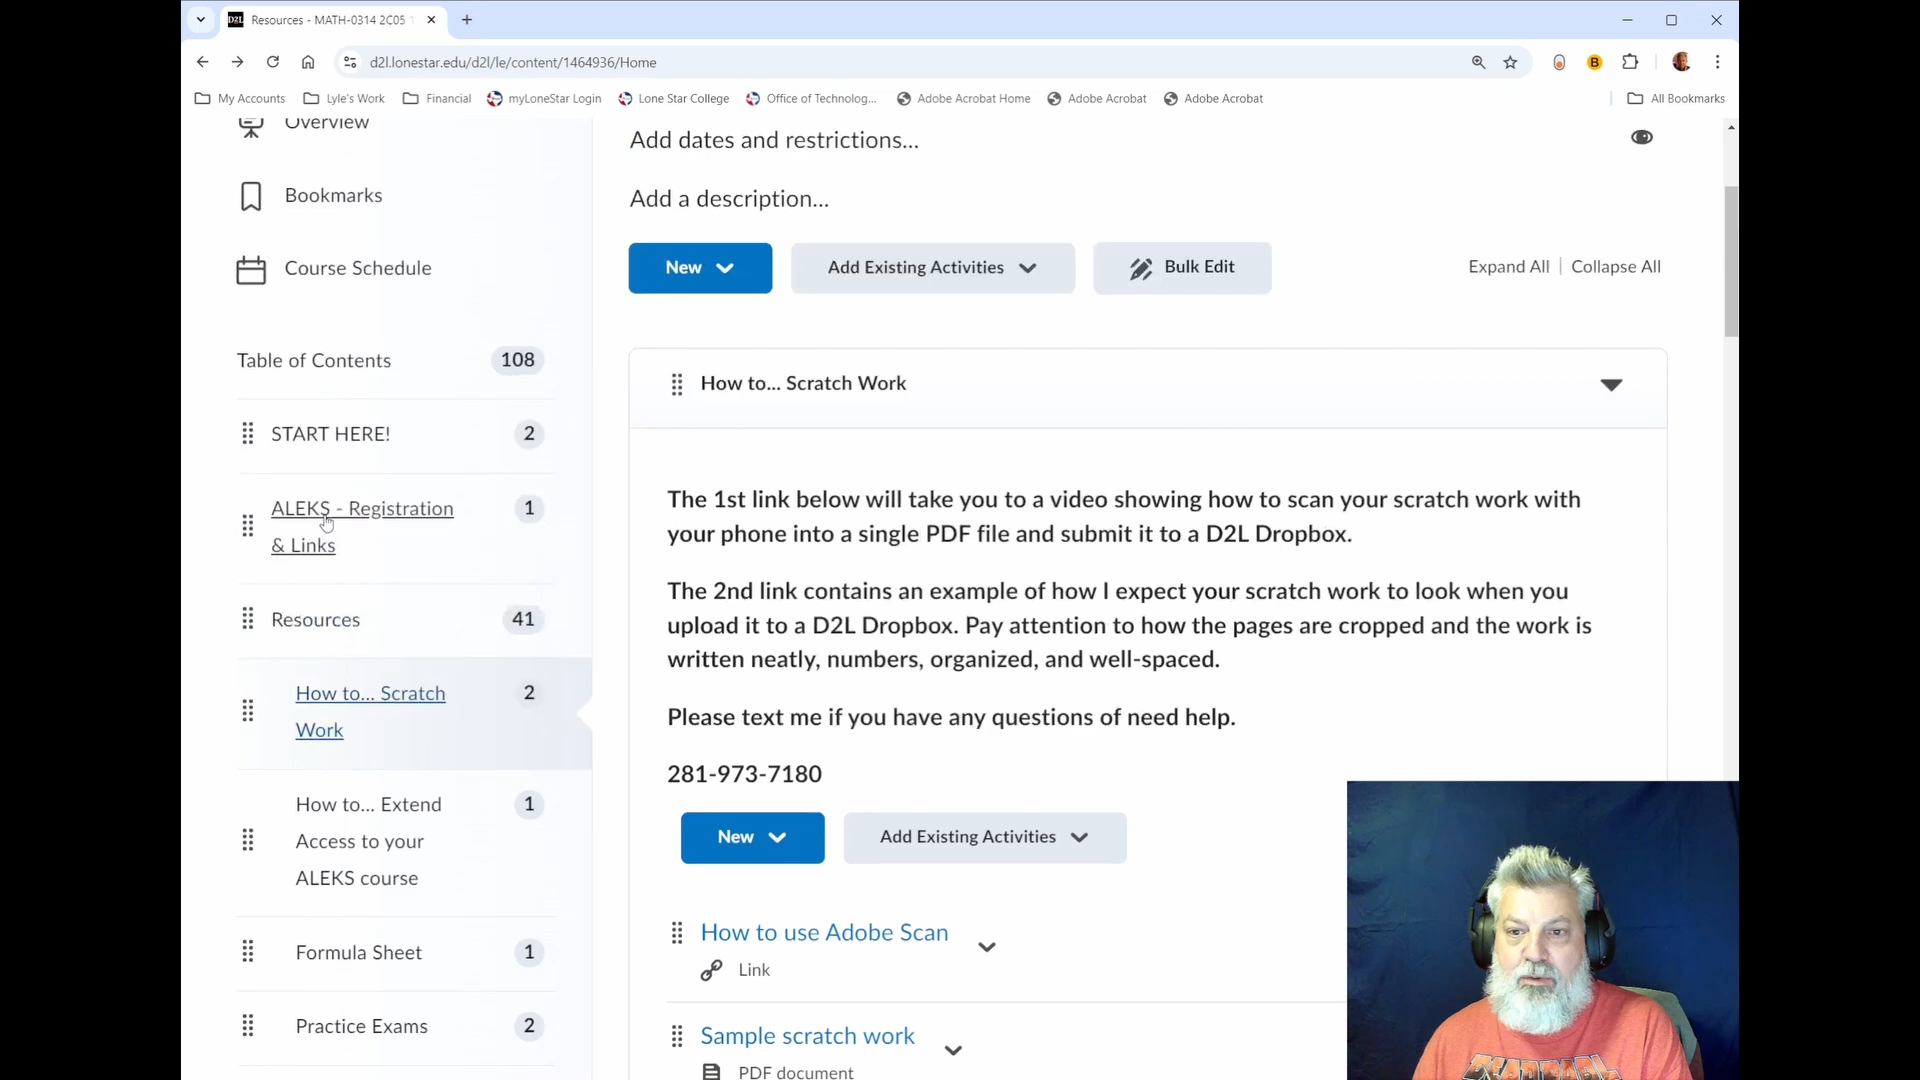 D2L Resources - MATH-0314 2C05
d2l.lonestar.edu/d2l/le/content/1464936/Home
B
My Accounts Lyle's Work Financial myLoneStar Login Lone Star College Office of Technolog... Adobe Acrobat Home Adobe Acrobat Adobe Acrobat All Bookmarks
Overview
Bookmarks
Course Schedule
Table of Contents 108
START HERE! 2
ALEKS - Registration 1
& Links
Resources 41
How to... Scratch 2
Work
How to... Extend 1
Access to your
ALEKS course
Formula Sheet 1
Practice Exams 2
Add dates and restrictions...
Add a description...
New Add Existing Activities Bulk Edit Expand All Collapse All
How to... Scratch Work
The 1st link below will take you to a video showing how to scan your scratch work with
your phone into a single PDF file and submit it to a D2L Dropbox.
The 2nd link contains an example of how I expect your scratch work to look when you
upload it to a D2L Dropbox. Pay attention to how the pages are cropped and the work is
written neatly, numbers, organized, and well-spaced.
Please text me if you have any questions of need help.
281-973-7180
New Add Existing Activities
How to use Adobe Scan
Link
Sample scratch work
PDF document
DEADPOOL